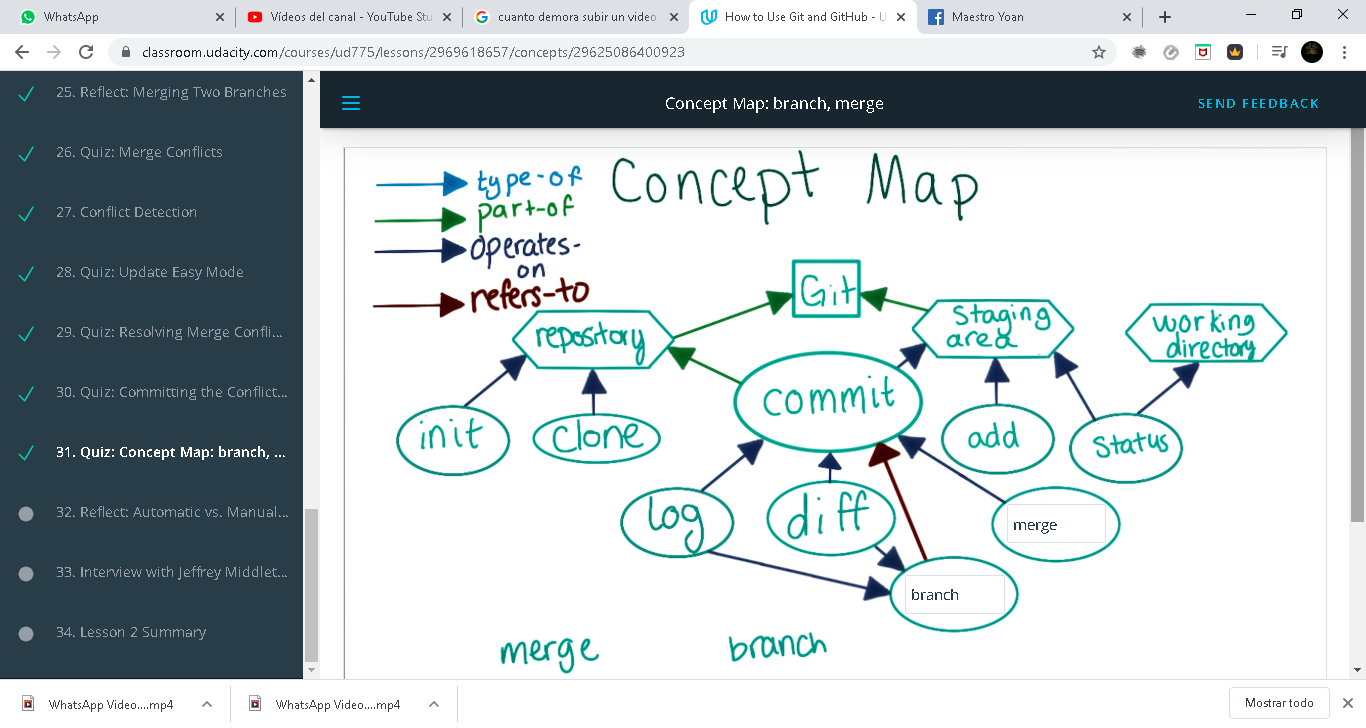 WhatsApp
Vídeos del canal - YouTube Stu
cuanto demora subir un video
How to Use Git and GitHub - U
Maestro Yoan
classroom.udacity.com/courses/ud775/lessons/2969618657/concepts/29625086400923
25. Reflect: Merging Two Branches
26. Quiz: Merge Conflicts
27. Conflict Detection
28. Quiz: Update Easy Mode
29. Quiz: Resolving Merge Confli...
30. Quiz: Committing the Conflict...
31. Quiz: Concept Map: branch, ...
32. Reflect: Automatic vs. Manual...
33. Interview with Jeffrey Middlet...
34. Lesson 2 Summary
Concept Map: branch, merge
SEND FEEDBACK
type-of
part-of
operates-
on
refers-to
Concept Map
Git
repository
Staging
area
working
directory
commit
init
clone
add
status
log
diff
merge
branch
merge
branch
WhatsApp Video....mp4
WhatsApp Video....mp4
Mostrar todo